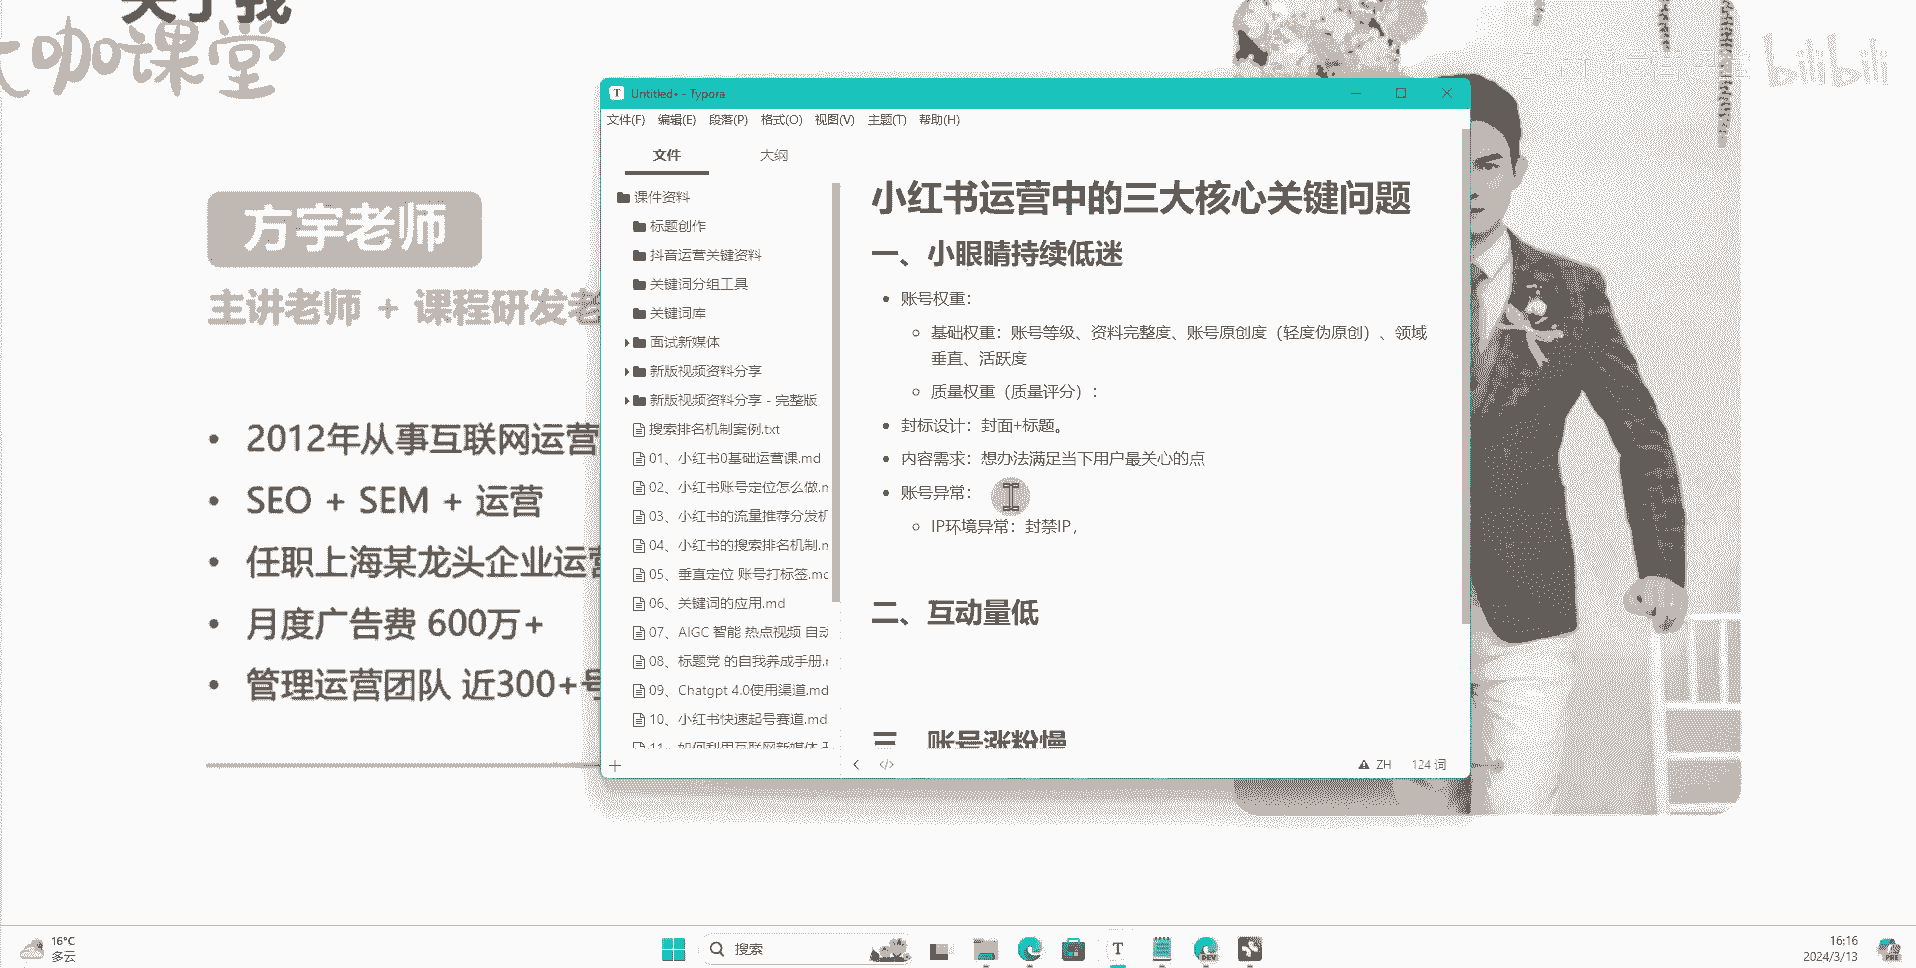 关于我
大咖课堂
bilibili
方宇老师
主讲老师 + 课程研发老
2012年从事互联网运营
SEO + SEM + 运营
任职上海某龙头企业运营
月度广告费 600万+
管理运营团队 近300+号
Untitled• - Typora
文件(F) 编辑(E) 段落(P) 格式(O) 视图(V) 主题(T) 帮助(H)
文件 大纲
课件资料
标题创作
抖音运营关键资料
关键词分组工具
关键词库
面试新媒体
新版视频资料分享
新版视频资料分享 - 完整版
搜索排名机制案例.txt
01、小红书0基础运营课.md
02、小红书账号定位怎么做.m
03、小红书的流量推荐分发机
04、小红书的搜索排名机制.m
05、垂直定位 账号打标签.md
06、关键词的应用.md
07、AIGC 智能 热点视频 自动
08、标题党 的自我养成手册.m
09、Chatgpt 4.0使用渠道.md
10、小红书快速起号赛道.md
11、如何利用互联网新媒体
小红书运营中的三大核心关键问题
一、小眼睛持续低迷
账号权重：
基础权重：账号等级、资料完整度、账号原创度（轻度伪原创）、领域
垂直、活跃度
质量权重（质量评分）：
封标设计：封面+标题。
内容需求：想办法满足当下用户最关心的点
账号异常：
IP环境异常：封禁IP，
二、互动量低
三、账号涨粉慢
ZH 124 词
16°C
多云
搜索
16:16
2024/3/13